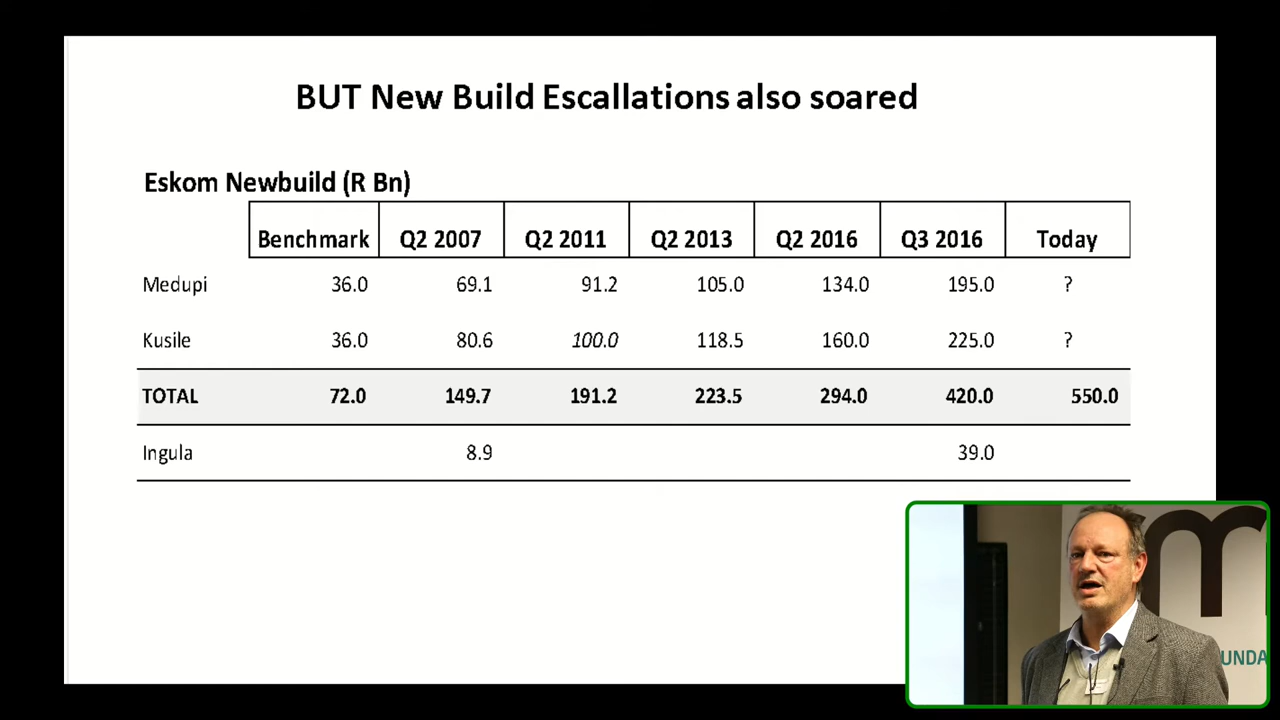 BUT New Build Escallations also soared
Eskom Newbuild (R Bn)
Benchmark Q2 2007 Q2 2011 Q2 2013 Q2 2016 Q3 2016 Today
Medupi 36.0 69.1 91.2 105.0 134.0 195.0 ?
Kusile 36.0 80.6 100.0 118.5 160.0 225.0 ?
TOTAL 72.0 149.7 191.2 223.5 294.0 420.0 550.0
Ingula 8.9 39.0
m
UNDA